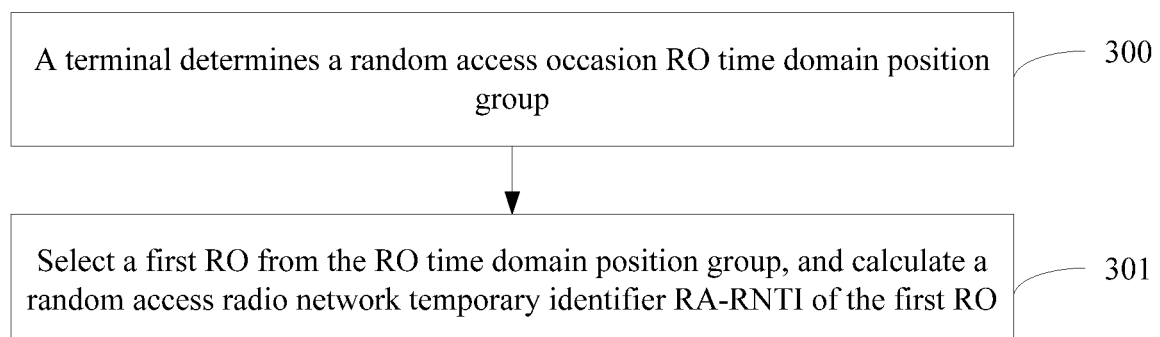 A terminal determines a random access occasion RO time domain position
group
300
Select a first RO from the RO time domain position group, and calculate a
random access radio network temporary identifier RA-RNTI of the first RO
301